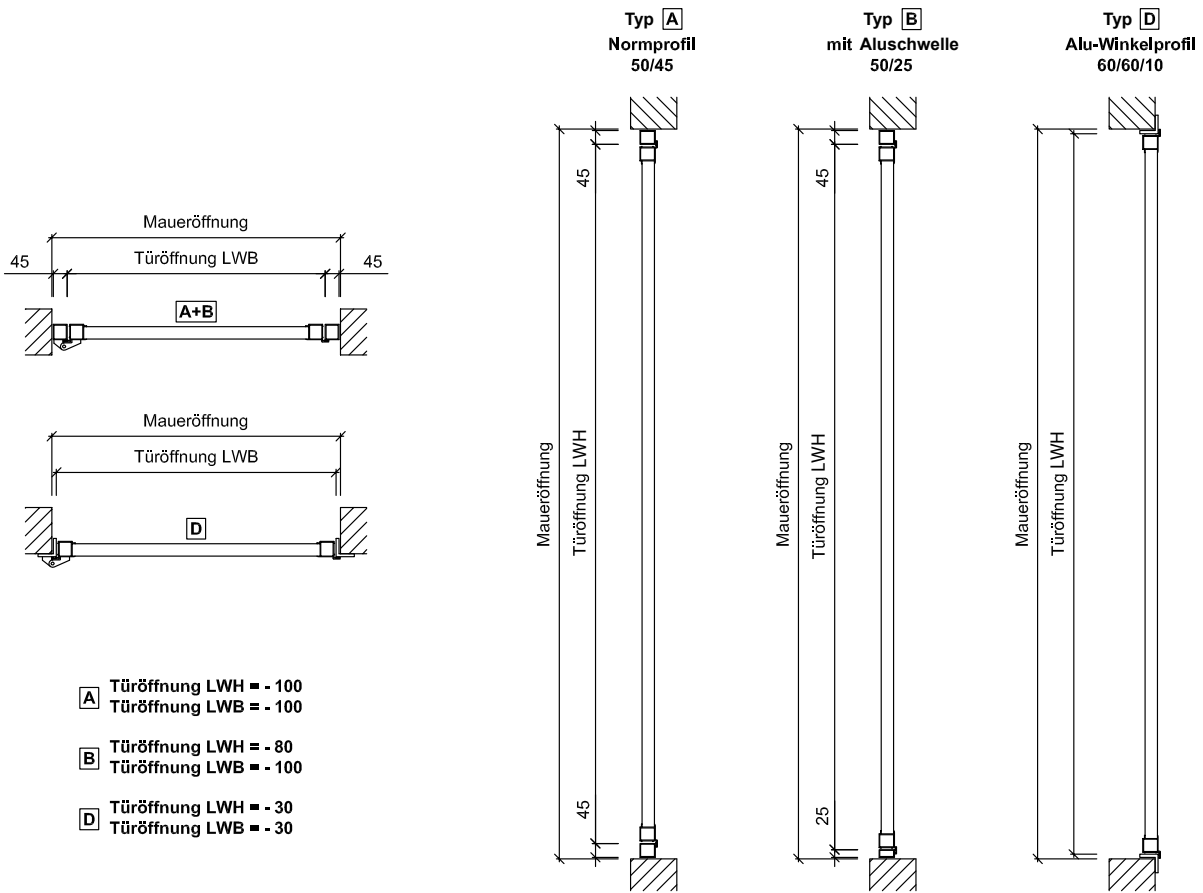 Typ A
Normprofil
50/45
Typ B
mit Aluschwelle
50/25
Typ D
Alu-Winkelprofil
60/60/10
Maueröffnung
Türöffnung LWB
45
45
A+B
Maueröffnung
Türöffnung LWB
D
A
Türöffnung LWH = - 100
Türöffnung LWB = - 100
B
Türöffnung LWH = - 80
Türöffnung LWB = - 100
D
Türöffnung LWH = - 30
Türöffnung LWB = - 30
Maueröffnung
Türöffnung LWH
45
45
Maueröffnung
Türöffnung LWH
45
25
Maueröffnung
Türöffnung LWH